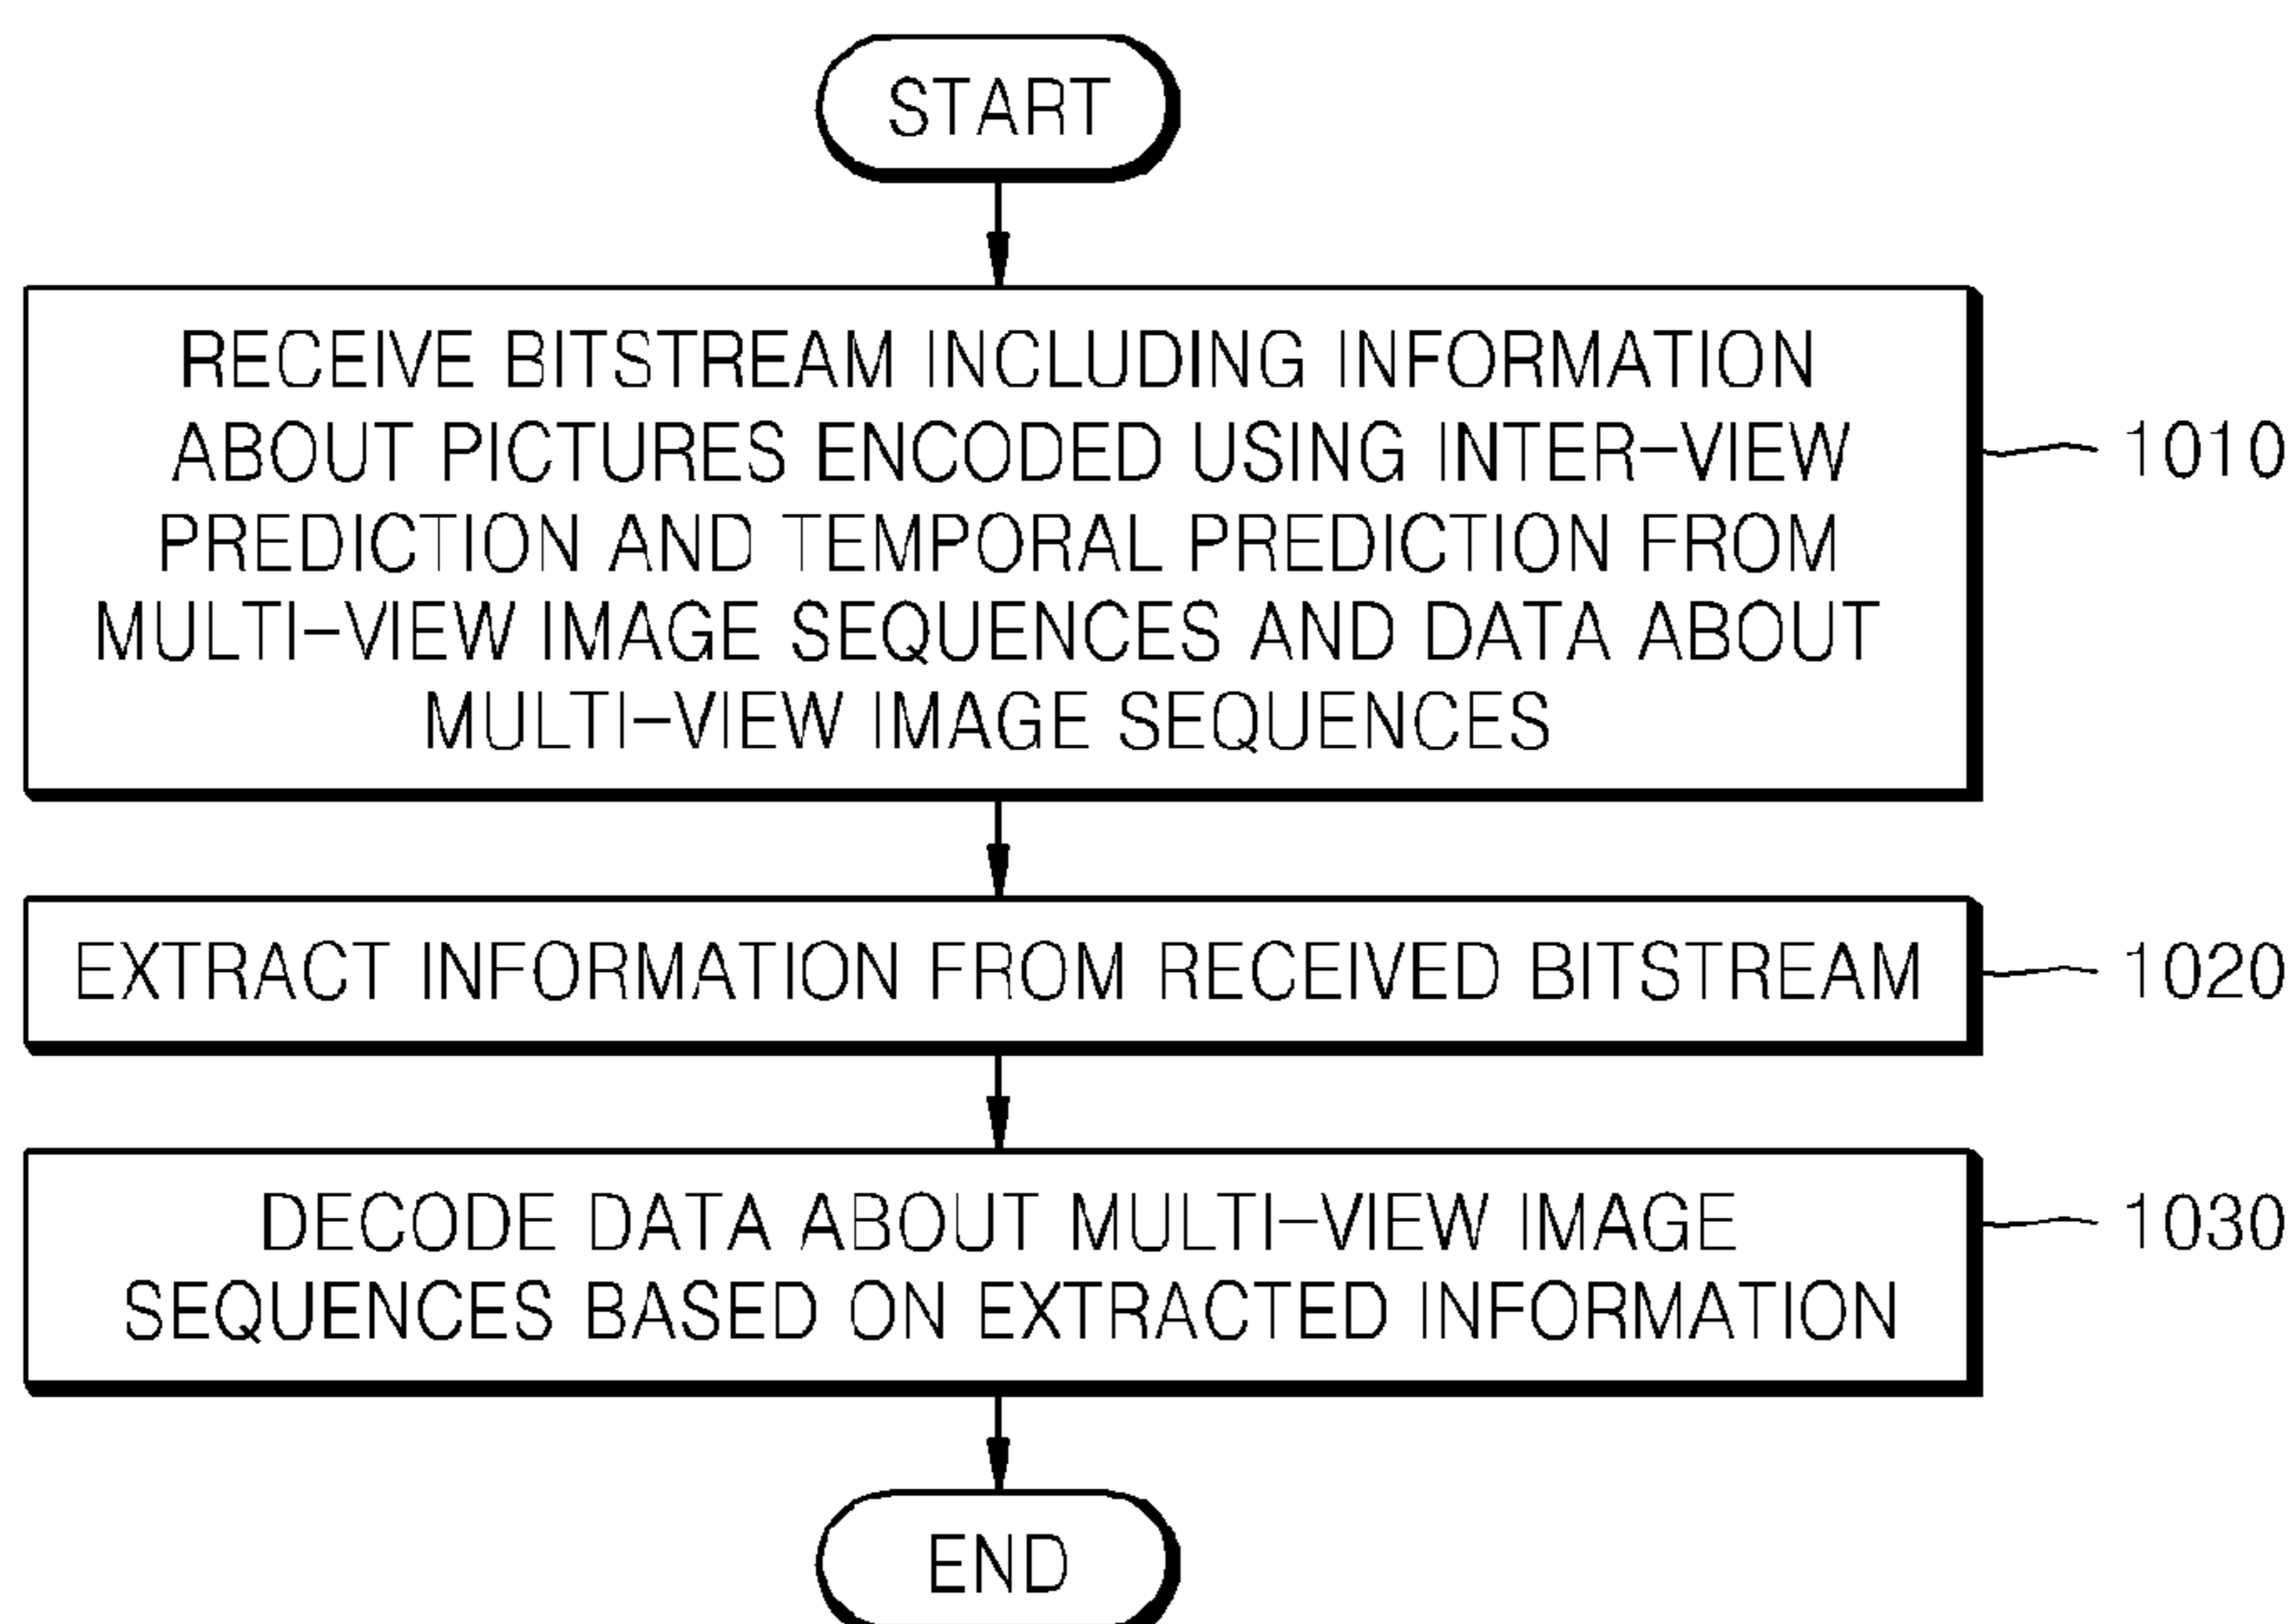 START
RECEIVE BITSTREAM INCLUDING INFORMATION
ABOUT PICTURES ENCODED USING INTER-VIEW
PREDICTION AND TEMPORAL PREDICTION FROM
MULTI-VIEW IMAGE SEQUENCES AND DATA ABOUT
MULTI-VIEW IMAGE SEQUENCES
1010
EXTRACT INFORMATION FROM RECEIVED BITSTREAM
1020
DECODE DATA ABOUT MULTI-VIEW IMAGE
SEQUENCES BASED ON EXTRACTED INFORMATION
1030
END